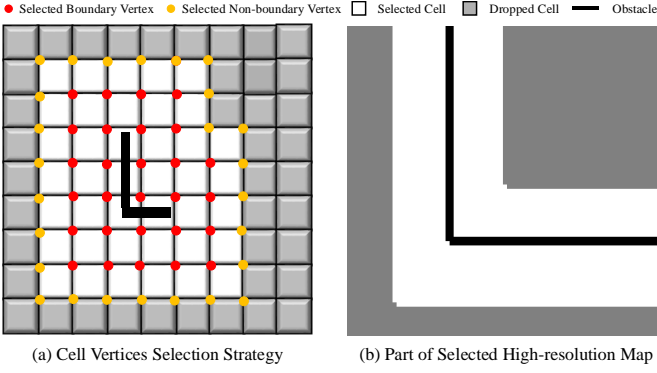 Selected Boundary Vertex Selected Non-boundary Vertex Selected Cell Dropped Cell Obstacle
(a) Cell Vertices Selection Strategy (b) Part of Selected High-resolution Map